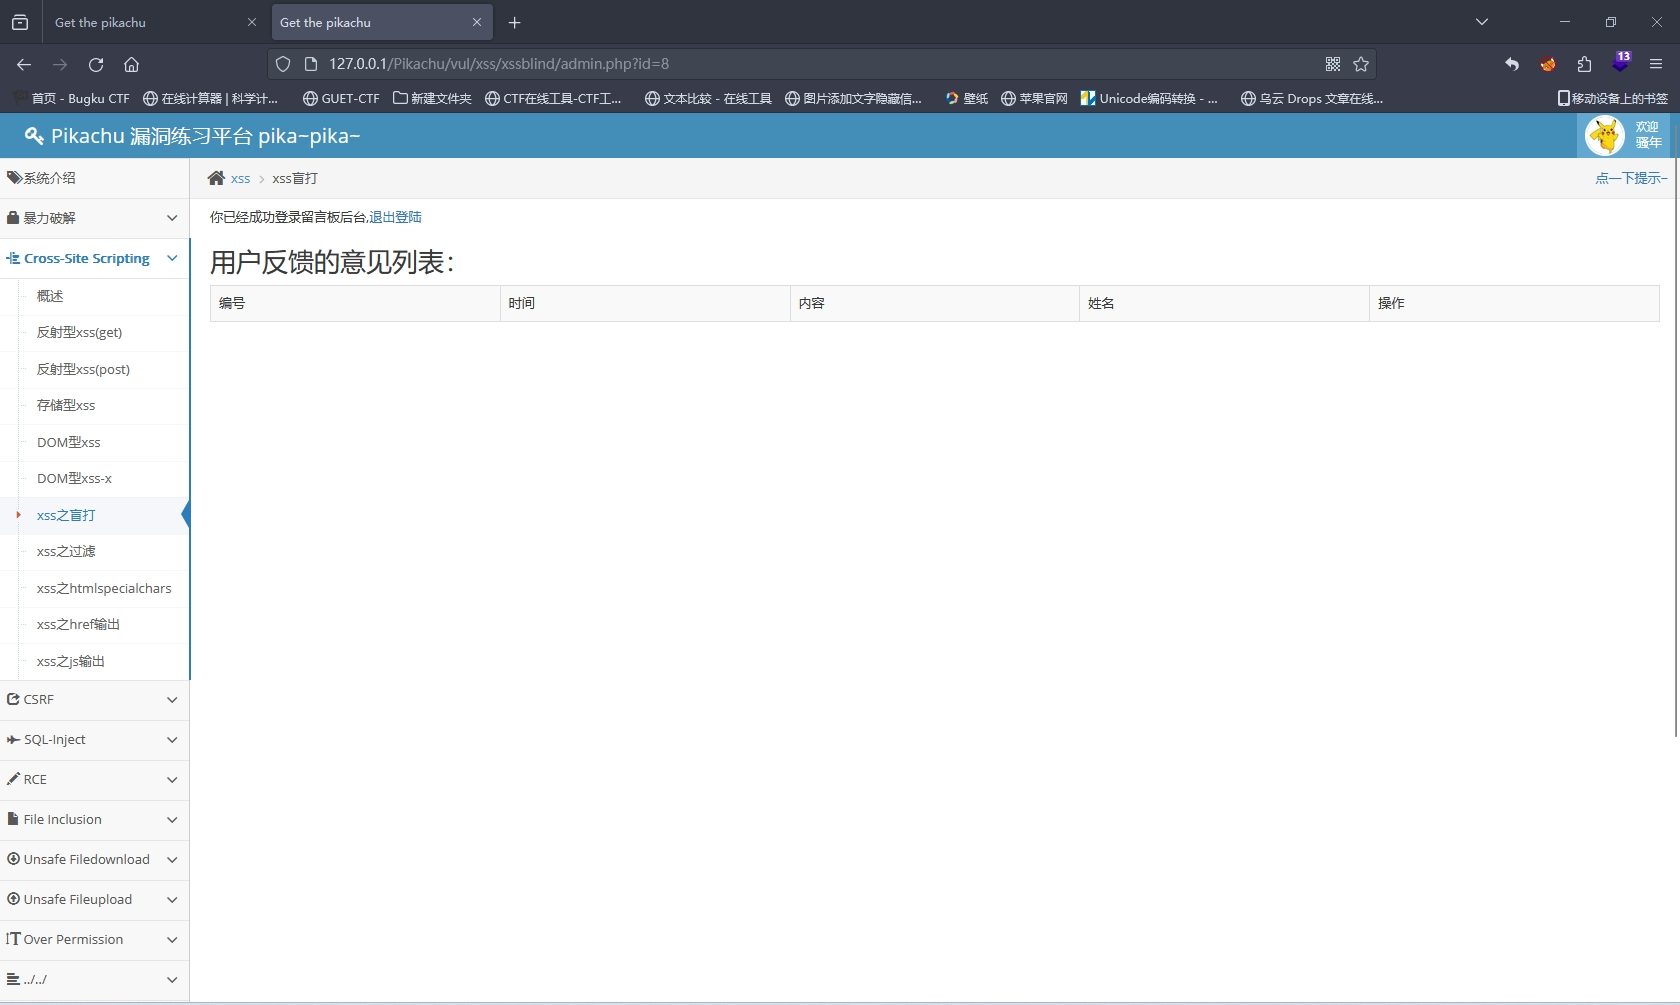 Get the pikachu
Get the pikachu
127.0.0.1/Pikachu/vul/xss/xssblind/admin.php?id=8
13
首页 - Bugku CTF
在线计算器 | 科学计...
GUET-CTF
新建文件夹
CTF在线工具-CTF工...
文本比较 - 在线工具
图片添加文字隐藏信...
壁纸
苹果官网
Unicode编码转换 - ...
乌云 Drops 文章在线...
移动设备上的书签
Pikachu 漏洞练习平台 pika~pika~
欢迎
骚年
系统介绍
暴力破解
Cross-Site Scripting
概述
反射型xss(get)
反射型xss(post)
存储型xss
DOM型xss
DOM型xss-x
xss之盲打
xss之过滤
xss之htmlspecialchars
xss之href输出
xss之js输出
CSRF
SQL-Inject
RCE
File Inclusion
Unsafe Filedownload
Unsafe Fileupload
Over Permission
../../
xss > xss盲打
点一下提示~
你已经成功登录留言板后台,退出登陆
用户反馈的意见列表：
编号 时间 内容 姓名 操作